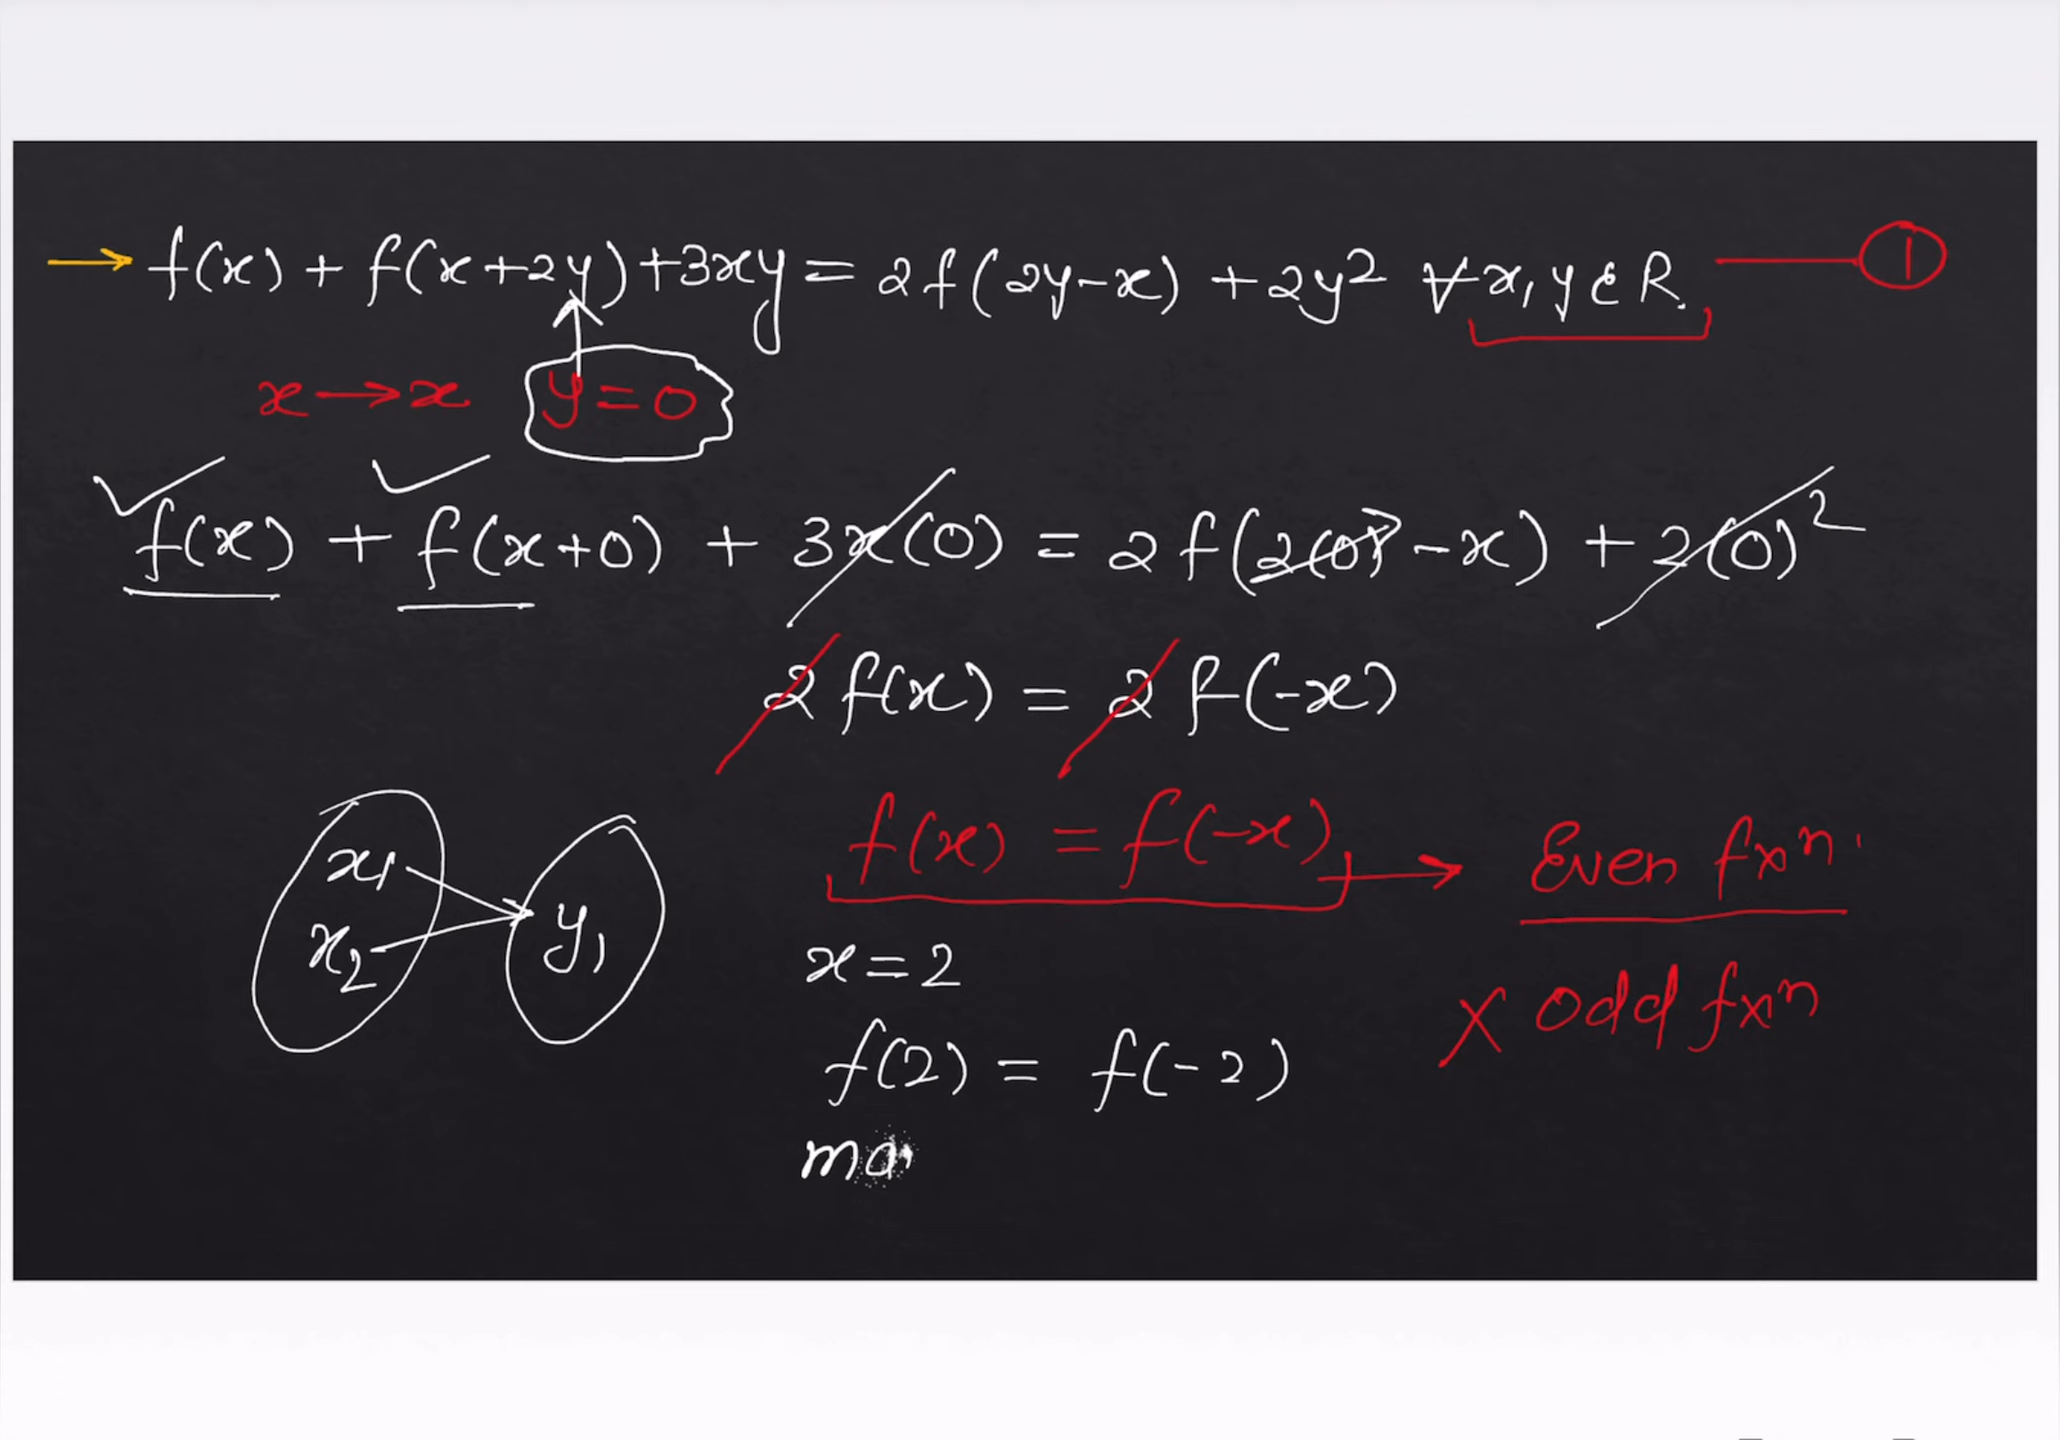 → f(x) + f(x+2y) + 3xy = 2f(2y-x) + 2y² ∀ x, y ∈ R. ①
x → x y = 0
f(x) + f(x+0) + 3x(0) = 2f(2(0) - x) + 2(0)²
2f(x) = 2f(-x)
f(x) = f(-x) → Even fxⁿ.
x₁
x₂ y₁
x = 2
X odd fxⁿ
f(2) = f(-2)